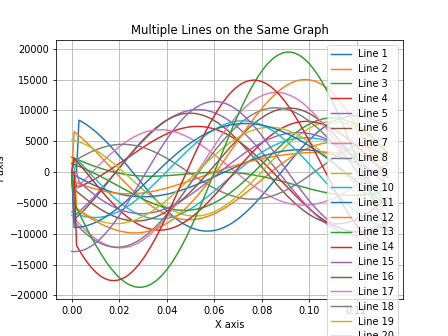 Multiple Lines on the Same Graph
20000
15000
10000
5000
0
−5000
−10000
−15000
−20000
0.00
0.02
0.04
0.06
0.08
0.10
X axis
Line 1
Line 2
Line 3
Line 4
Line 5
Line 6
Line 7
Line 8
Line 9
Line 10
Line 11
Line 12
Line 13
Line 14
Line 15
Line 16
Line 17
Line 18
Line 19
Line 20